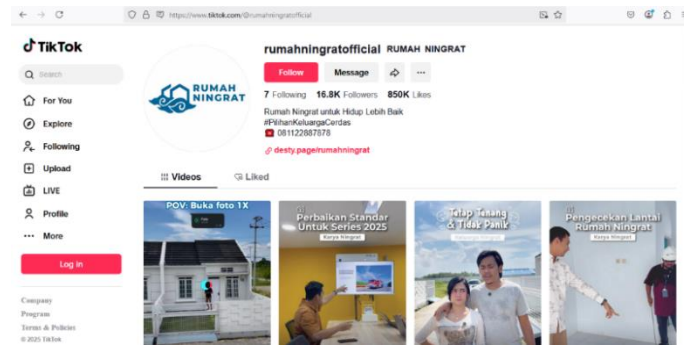 https://www.tiktok.com/@rumahningratofficial
TikTok
Search
For You
Explore
Following
Upload
LIVE
Profile
More
Log in
Company
Program
Terms & Policies
© 2025 TikTok
RUMAH
NINGRAT
rumahningratofficial RUMAH NINGRAT
Follow
Message
7 Following 16.8K Followers 850K Likes
Rumah Ningrat untuk Hidup Lebih Baik
#PilihanKeluargaCerdas
081122887878
desty.page/rumahningrat
Videos
Liked
POV: Buka foto 1X
Perbaikan Standar
Untuk Series 2025
Karya Ningrat
Tetap Tenang
& Tidak Panik
Pengecekan Lantai
Rumah Ningrat
Karya Ningrat